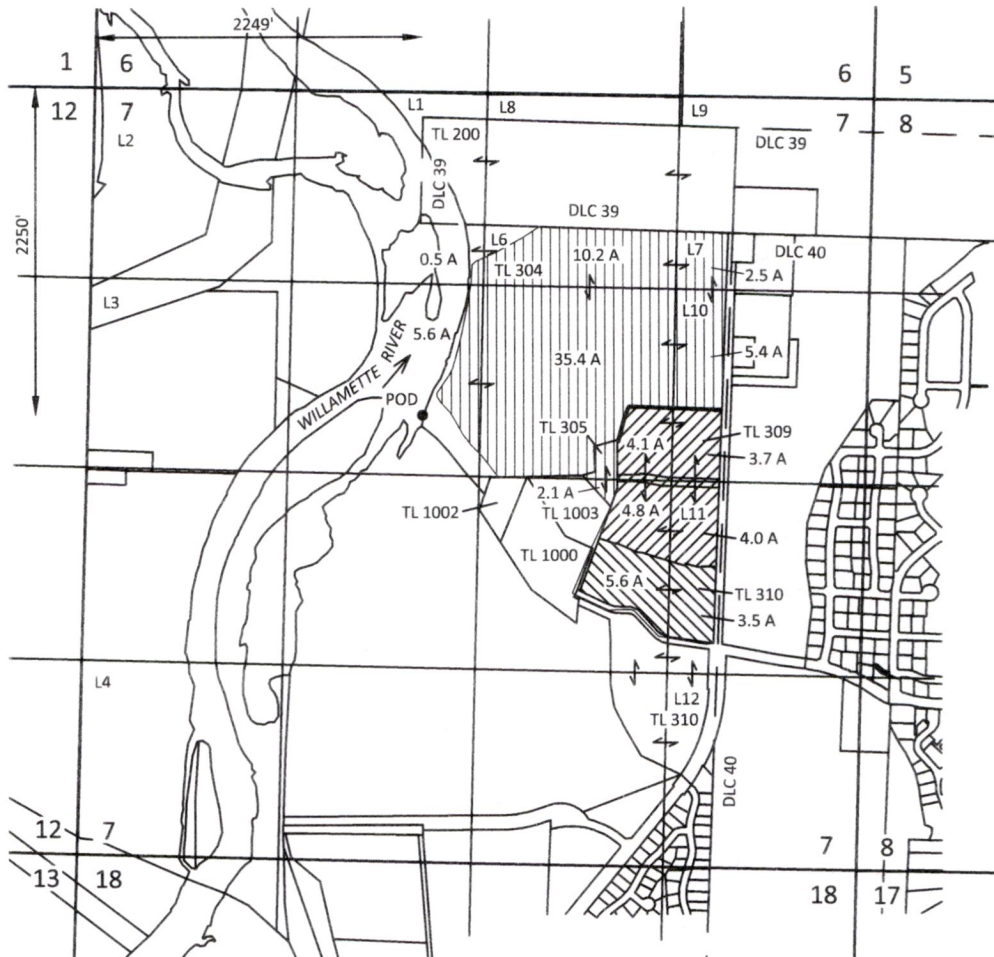 2249'
1 6
6 5
12 7
L1 L8 L9
7 8
L2
TL 200
DLC 39
DLC 39
DLC 39
2250'
L6
10.2 A
L7
DLC 40
0.5 A
TL 304
2.5 A
L3
L10
5.6 A
WILLAMETTE RIVER
35.4 A
5.4 A
POD
TL 305
TL 309
4.1 A
3.7 A
2.1 A
TL 1002
TL 1003
4.8 A
L11
4.0 A
TL 1000
5.6 A
TL 310
3.5 A
L4
L12
TL 310
DLC 40
12 7
7 8
13 18
18 17